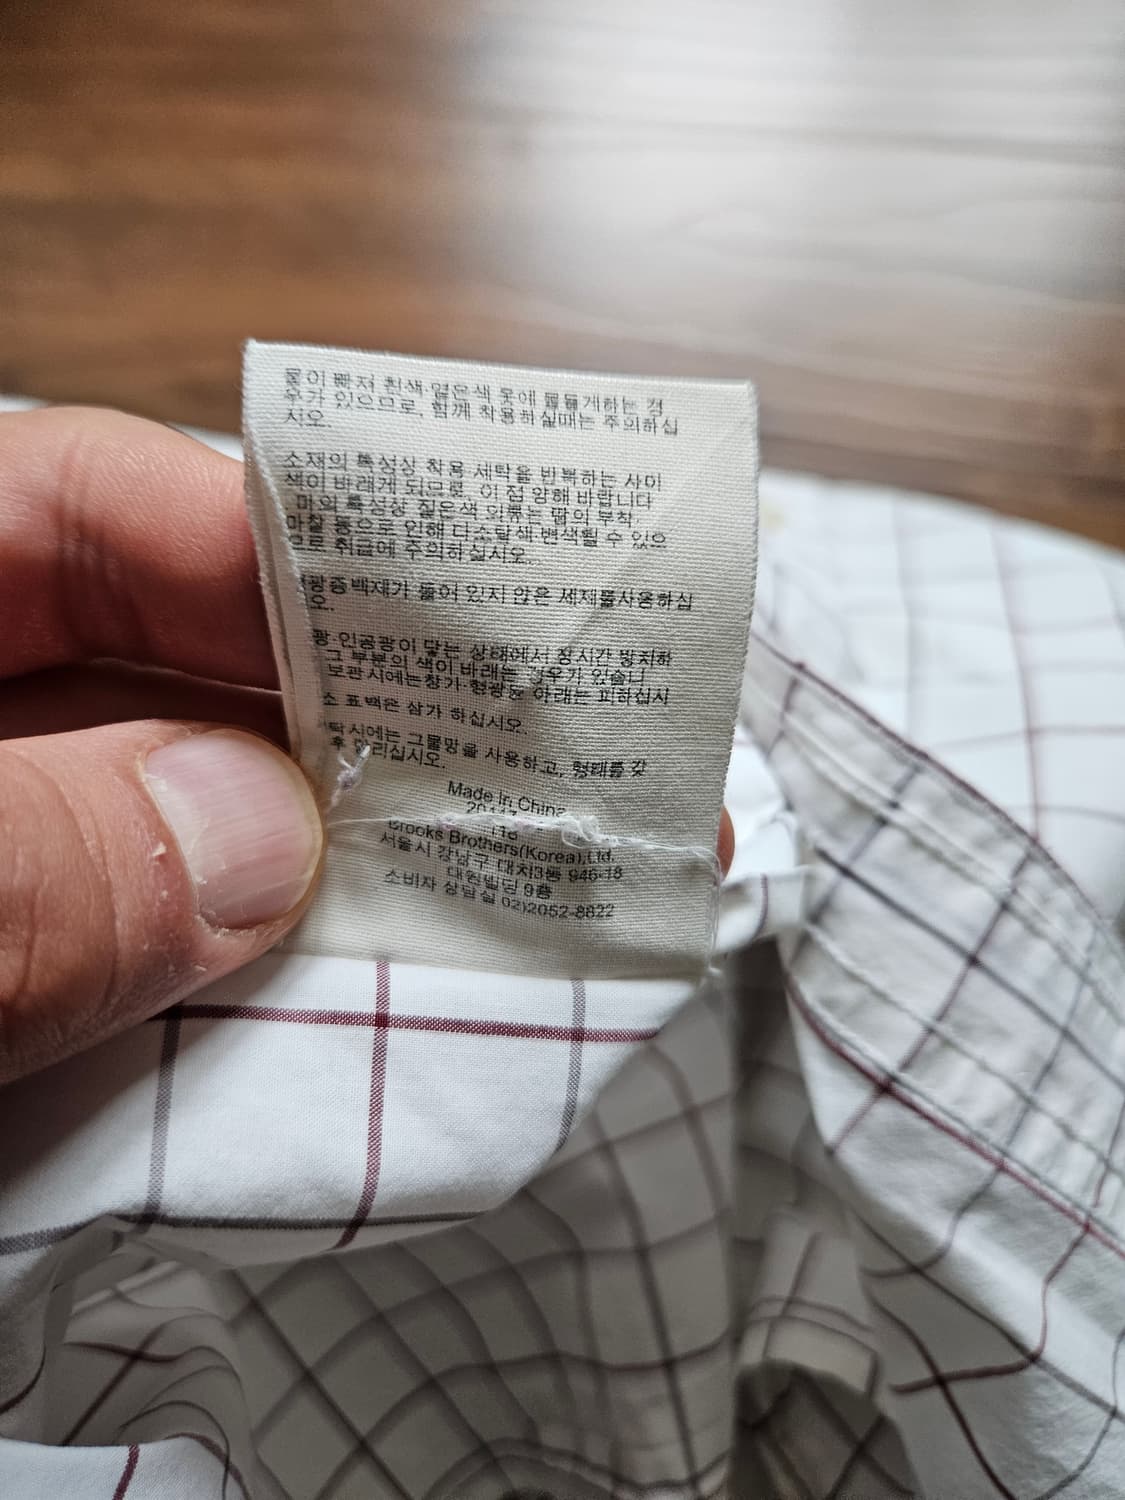 물이 빠져 흰색·옅은색 옷에 물들게하는 경
우가 있으므로, 함께 착용하실때는 주의하십
시오.
소재의 특성상 착용 세탁을 반복하는 사이
색이 바래게 되므로, 이 점 양해 바랍니다
마의 특성상 짙은색 의류는 땀의 부착,
마찰 등으로 인해 다소탈색·변색될 수 있으
므로 취급에 주의하십시오.
형광증백제가 들어 있지 않은 세제를사용하십
오.
광·인공광이 닿는 상태에서 장시간 방치하
그 부분의 색이 바래는 경우가 있습니
보관시에는창가·형광등 아래는 피하십시
소 표백은 삼가 하십시오.
탁시에는 그물망을 사용하고, 형태를 갖
후 말리십시오.
Made In China
Brooks Brothers(Korea),Ltd.
서울시 강남구 대치3동 946-18
대원빌딩 9층
소비자 상담실 02)2052-8822